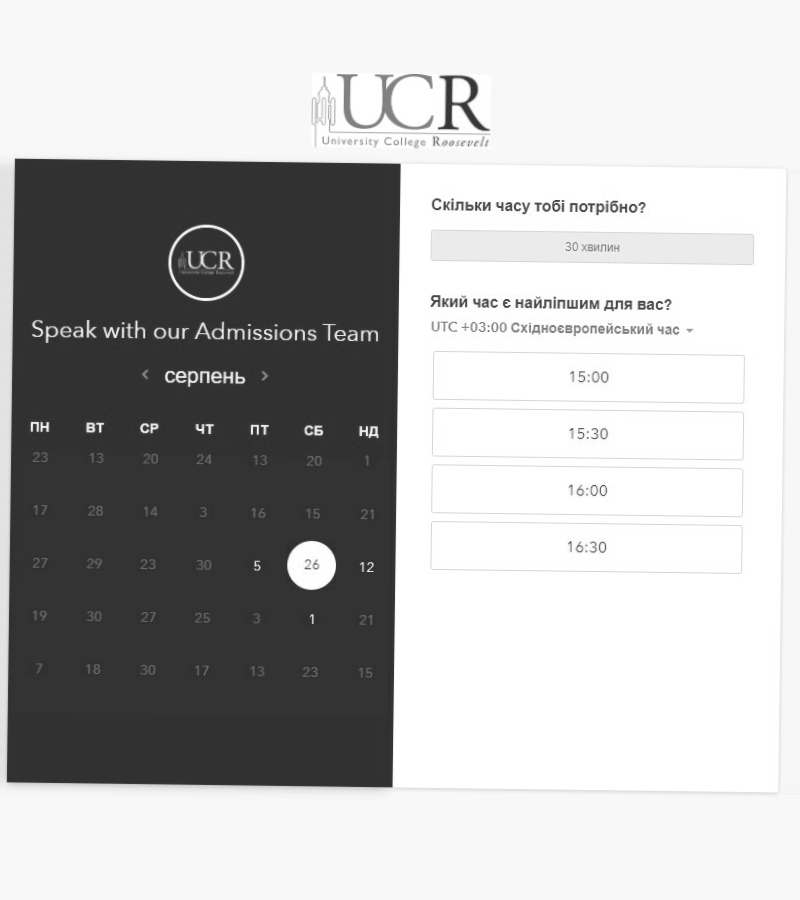 UCR
University College Roosevelt
UCR
University College Roosevelt
Speak with our Admissions Team
серпень
ПН ВТ СР ЧТ ПТ СБ НД
23 13 20 24 13 20 1
17 28 14 3 16 15 21
27 29 23 30 5 26 12
19 30 27 25 3 1 21
7 18 30 17 13 23 15
Скільки часу тобі потрібно?
30 хвилин
Який час є найліпшим для вас?
UTC +03:00 Східноєвропейський час
15:00
15:30
16:00
16:30